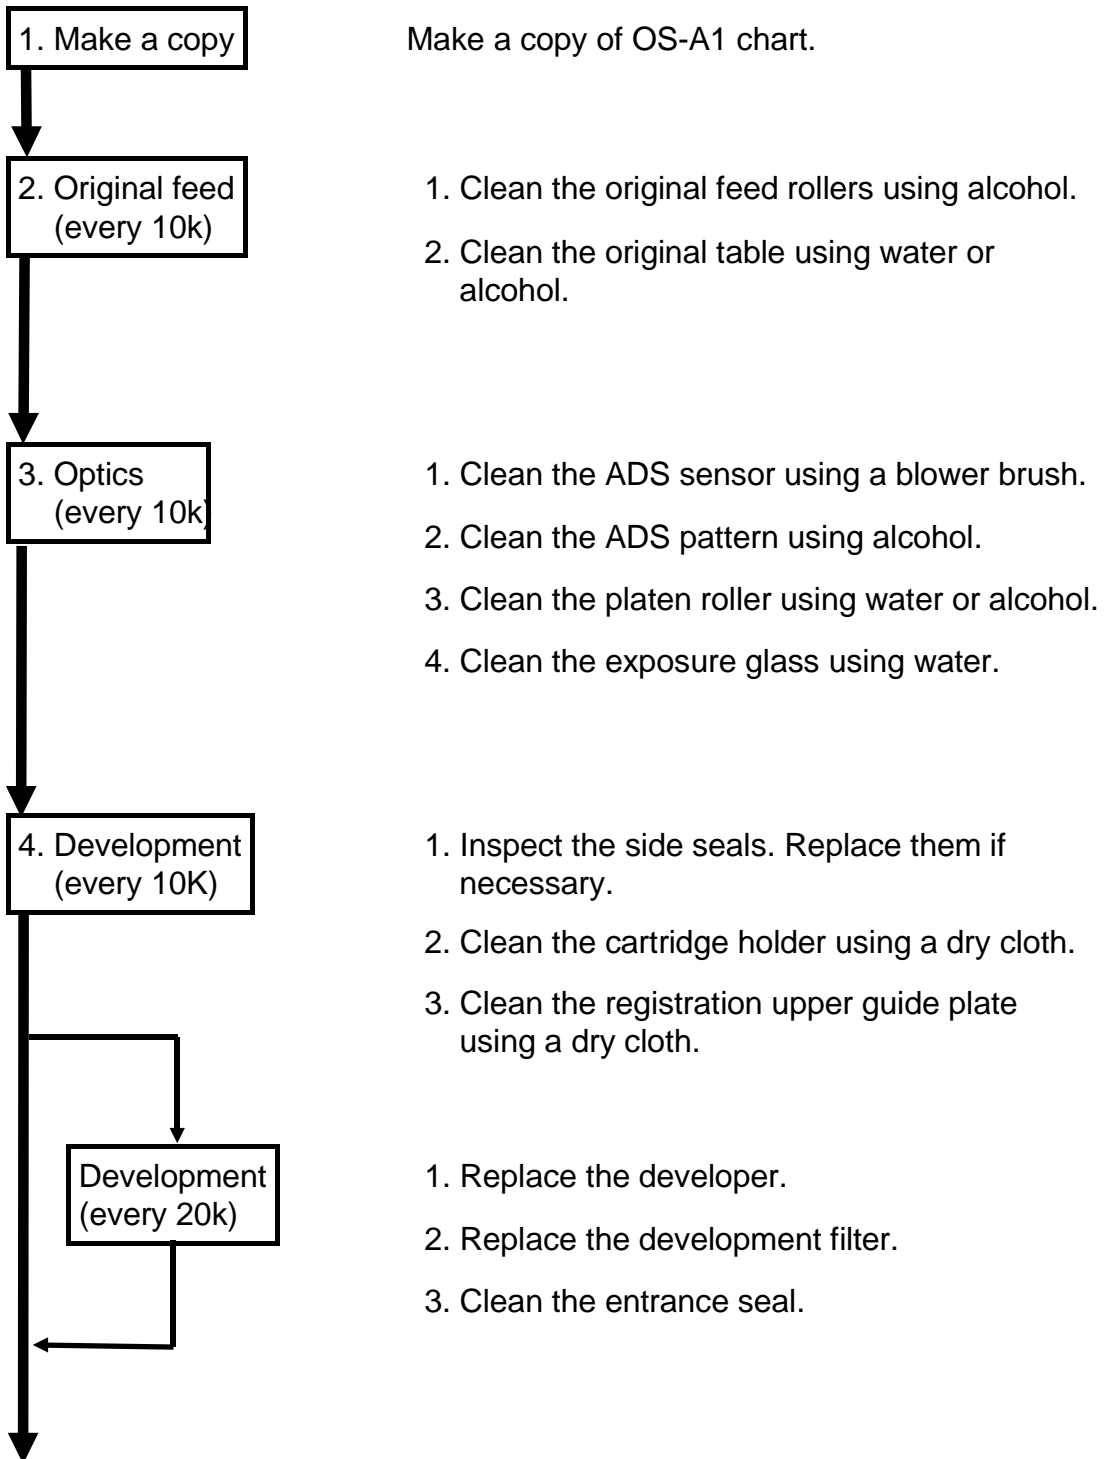 1. Make a copy
Make a copy of OS-A1 chart.
2. Original feed
(every 10k)
1. Clean the original feed rollers using alcohol.
2. Clean the original table using water or
alcohol.
3. Optics
(every 10k)
1. Clean the ADS sensor using a blower brush.
2. Clean the ADS pattern using alcohol.
3. Clean the platen roller using water or alcohol.
4. Clean the exposure glass using water.
4. Development
(every 10K)
1. Inspect the side seals. Replace them if
necessary.
2. Clean the cartridge holder using a dry cloth.
3. Clean the registration upper guide plate
using a dry cloth.
Development
(every 20k)
1. Replace the developer.
2. Replace the development filter.
3. Clean the entrance seal.